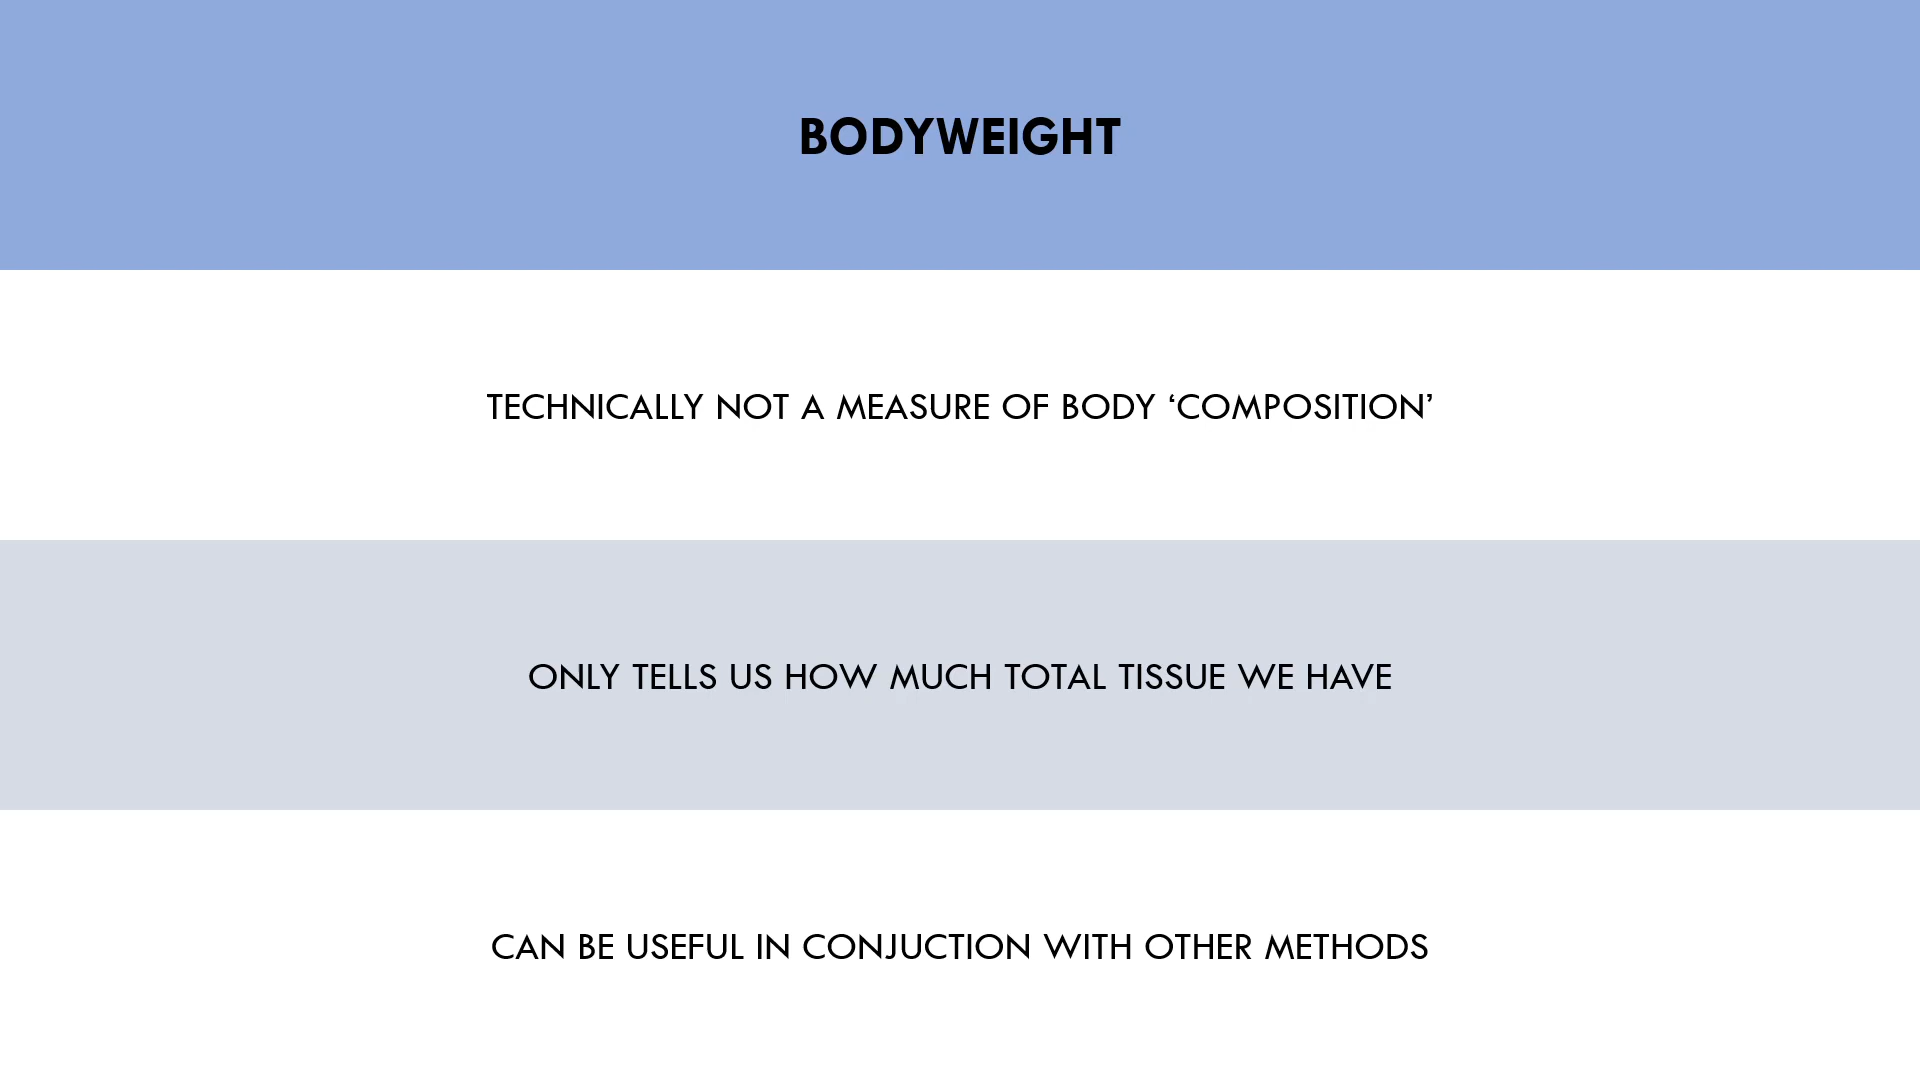 BODYWEIGHT
TECHNICALLY NOT A MEASURE OF BODY ‘COMPOSITION’
ONLY TELLS US HOW MUCH TOTAL TISSUE WE HAVE
CAN BE USEFUL IN CONJUCTION WITH OTHER METHODS